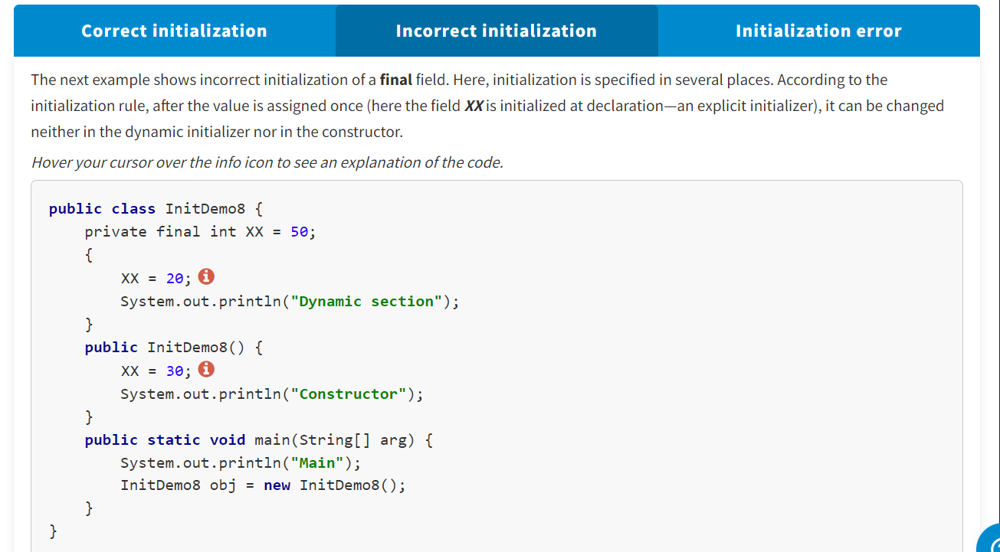 Correct initialization
Incorrect initialization
Initialization error
The next example shows incorrect initialization of a final field. Here, initialization is specified in several places. According to the
initialization rule, after the value is assigned once (here the field XX is initialized at declaration—an explicit initializer), it can be changed
neither in the dynamic initializer nor in the constructor.
Hover your cursor over the info icon to see an explanation of the code.
public class InitDemo8 {
    private final int XX = 50;
    {
        XX = 20;
        System.out.println("Dynamic section");
    }
    public InitDemo8() {
        XX = 30;
        System.out.println("Constructor");
    }
    public static void main(String[] arg) {
        System.out.println("Main");
        InitDemo8 obj = new InitDemo8();
    }
}